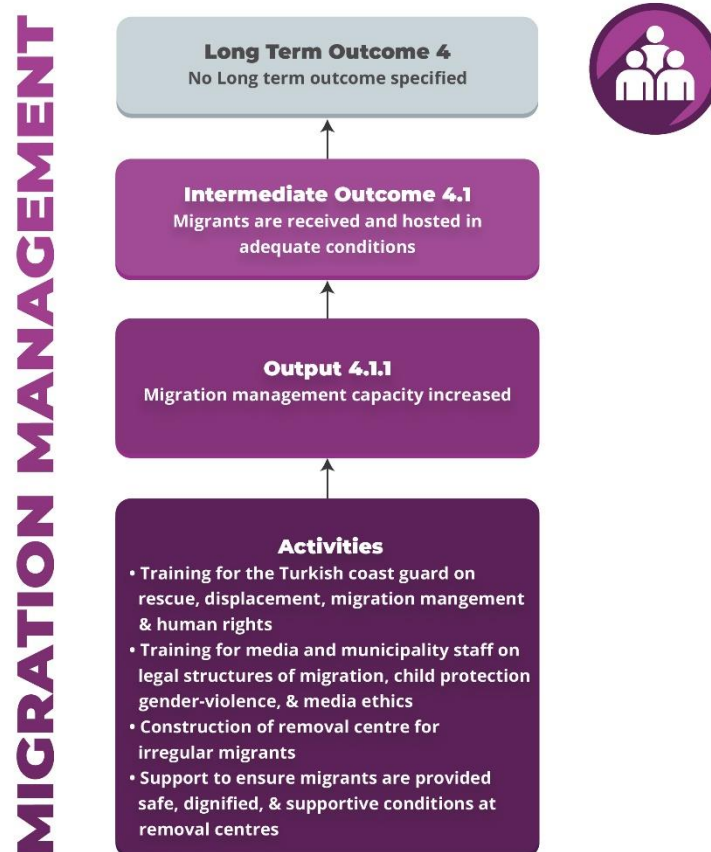 MIGRATION MANAGEMENT
Long Term Outcome 4
No Long term outcome specified
Intermediate Outcome 4.1
Migrants are received and hosted in
adequate conditions
Output 4.1.1
Migration management capacity increased
Activities
• Training for the Turkish coast guard on
rescue, displacement, migration mangement
& human rights
• Training for media and municipality staff on
legal structures of migration, child protection
gender-violence, & media ethics
• Construction of removal centre for
irregular migrants
• Support to ensure migrants are provided
safe, dignified, & supportive conditions at
removal centres